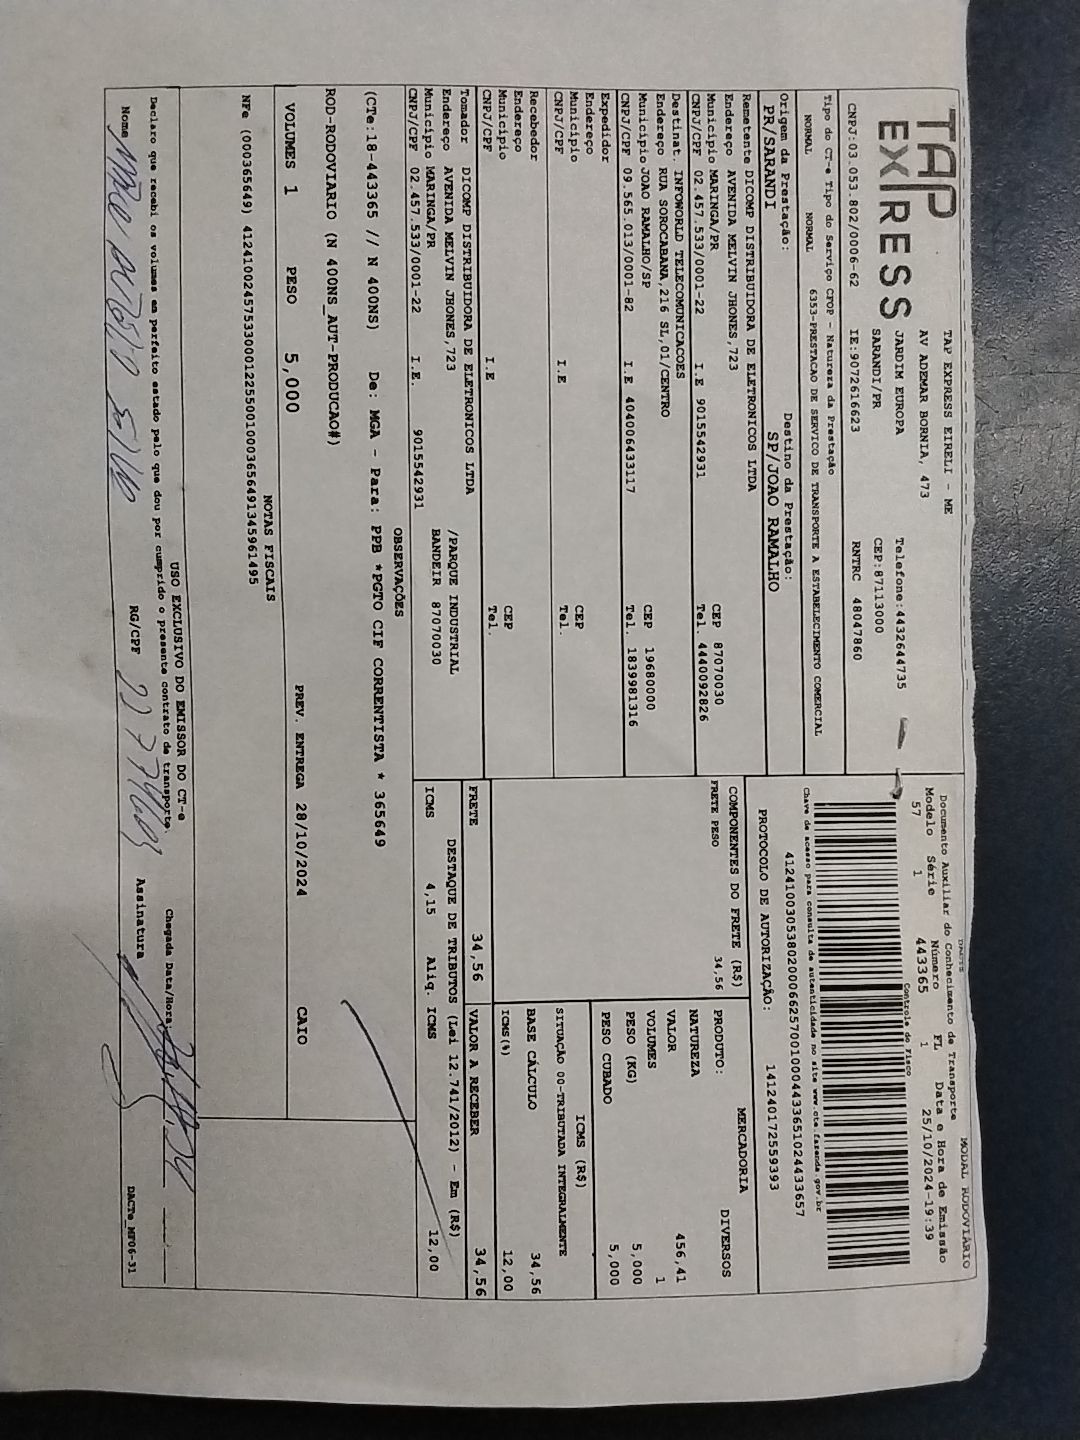 TAP
EXPRESS
TAP EXPRESS EIRELI - ME
AV ADEMAR BORNIA, 473
JARDIM EUROPA Telefone:4432644735
SARANDI/PR CEP:87113000
CNPJ:03.053.802/0006-62 IE:9072616623 RNTRC 48047860
DACTE MODAL RODOVIÁRIO
Documento Auxiliar do Conhecimento de Transporte
Modelo Série Número FL Data e Hora de Emissão
57 1 443365 1 25/10/2024-19:39
Controle do Fisco
Chave de acesso para consulta de autenticidade no site www.cte.fazenda.gov.br
41241003053802000662570010004433651024433657
PROTOCOLO DE AUTORIZAÇÃO: 141240172559393
Tipo do CT-e Tipo do Serviço CFOP - Natureza da Prestação
NORMAL NORMAL 6353-PRESTACAO DE SERVICO DE TRANSPORTE A ESTABELECIMENTO COMERCIAL
Origem da Prestação: Destino da Prestação:
PR/SARANDI SP/JOAO RAMALHO
Remetente DICOMP DISTRIBUIDORA DE ELETRONICOS LTDA
Endereço AVENIDA MELVIN JHONES,723
Município MARINGA/PR CEP 87070030
CNPJ/CPF 02.457.533/0001-22 I.E 9015542931 Tel. 4440092826
Destinat. INFOWORLD TELECOMUNICACOES
Endereço RUA SOROCABANA,216 SL,01/CENTRO
Município JOAO RAMALHO/SP CEP 19680000
CNPJ/CPF 09.565.013/0001-82 I.E 404006433117 Tel. 1839981316
Expedidor
Endereço
Município CEP
CNPJ/CPF I.E Tel.
Recebedor
Endereço
Município CEP
CNPJ/CPF I.E Tel.
Tomador DICOMP DISTRIBUIDORA DE ELETRONICOS LTDA
Endereço AVENIDA MELVIN JHONES,723 /PARQUE INDUSTRIAL
Município MARINGA/PR BANDEIR 87070030
CNPJ/CPF 02.457.533/0001-22 I.E. 9015542931
COMPONENTES DO FRETE (R$)
FRETE PESO 34,56
MERCADORIA
PRODUTO: DIVERSOS
NATUREZA
VALOR 456,41
VOLUMES 1
PESO (KG) 5,000
PESO CUBADO 5,000
ICMS (R$)
SITUAÇÃO 00-TRIBUTADA INTEGRALMENTE
BASE CÁLCULO 34,56
ICMS(%) 12,00
FRETE 34,56 VALOR A RECEBER 34,56
DESTAQUE DE TRIBUTOS (Lei 12.741/2012) - Em (R$)
ICMS 4,15 Aliq. ICMS 12,00
OBSERVAÇÕES
(CTe:18-443365 // N 400NS) De: MGA - Para: PPB *PGTO CIF CORRENTISTA * 365649
ROD-RODOVIARIO (N 400NS_AUT-PRODUCAO#)
VOLUMES 1 PESO 5,000 PREV. ENTREGA 28/10/2024 CAIO
NOTAS FISCAIS
NFe (000365649) 41241002457533000122550010003656491345961495
USO EXCLUSIVO DO EMISSOR DO CT-e
Declaro que recebi os volumes em perfeito estado pelo que dou por cumprido o presente contrato de transporte. Chegada Data/Hora
Nome RG/CPF Assinatura
DACTe_MF06-31